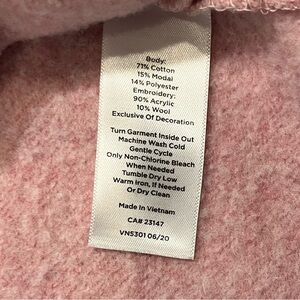 Body:
71% Cotton
15% Modal
14% Polyester
Embroidery:
90% Acrylic
10% Wool
Exclusive Of Decoration
Turn Garment Inside Out
Machine Wash Cold
Gentle Cycle
Only Non-Chlorine Bleach
When Needed
Tumble Dry Low
Warm Iron, If Needed
Or Dry Clean
Made In Vietnam
CA# 23147
VN5301 06/20